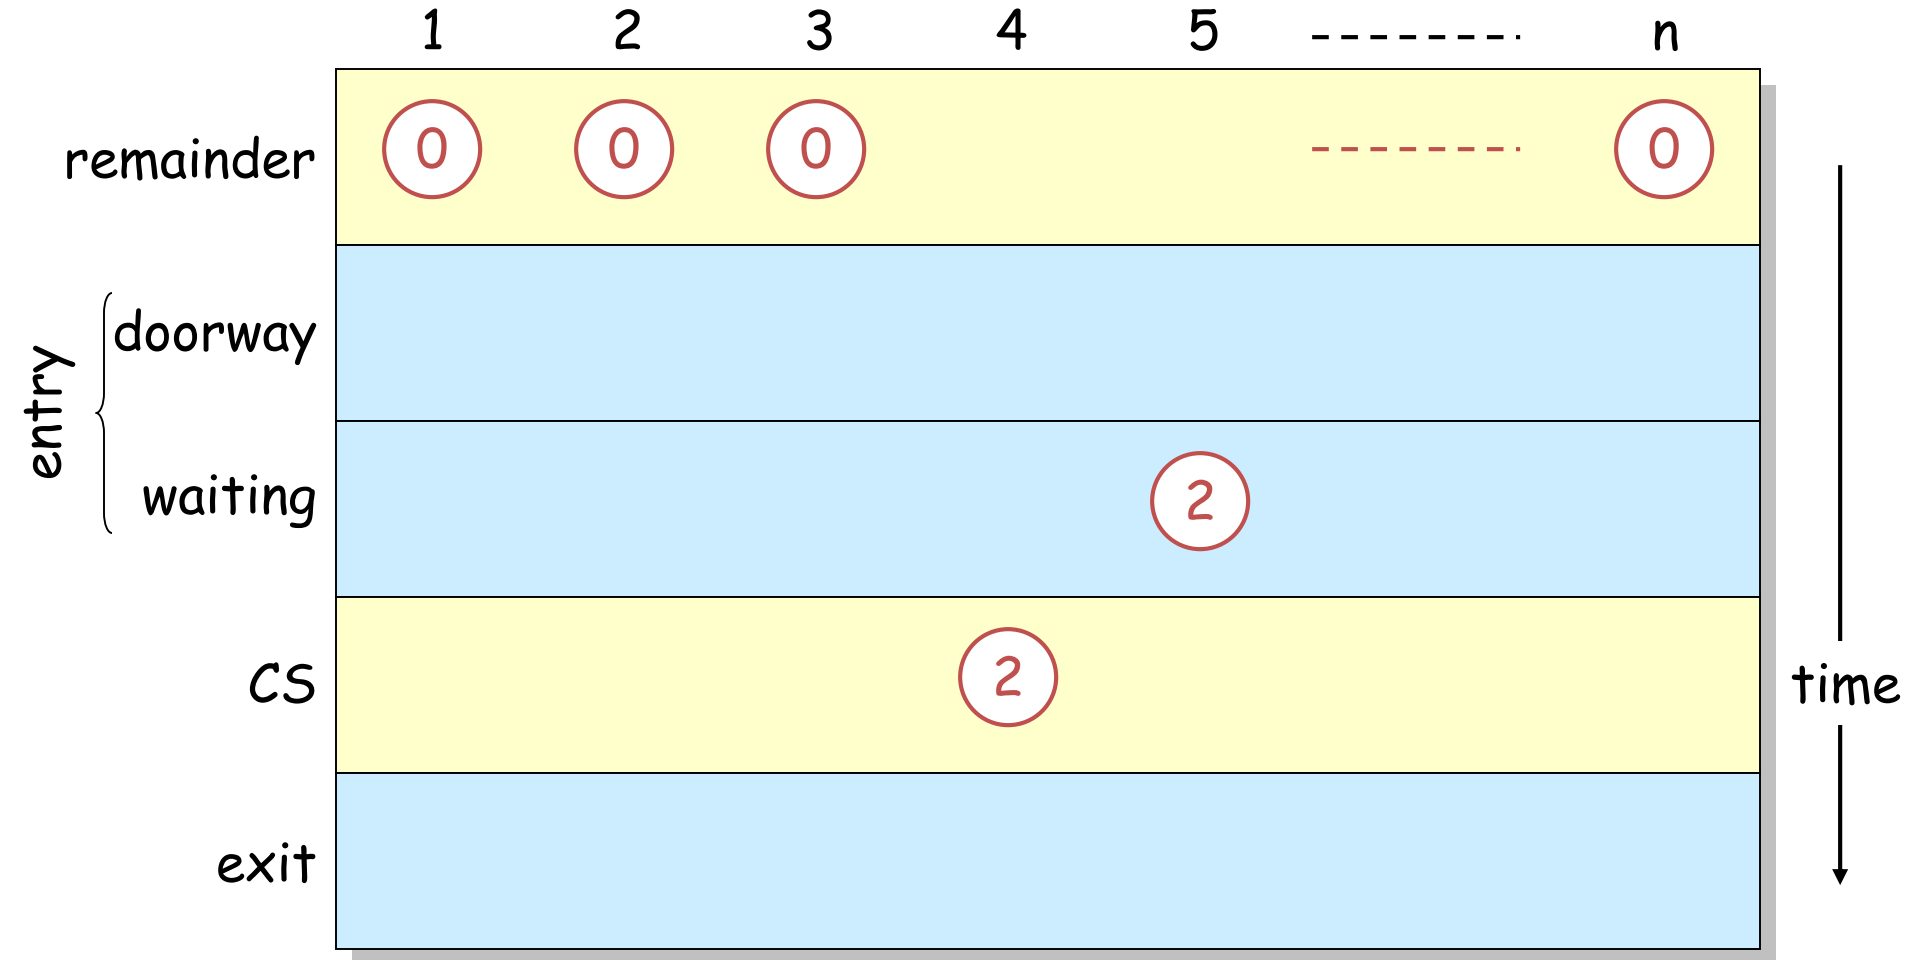 1 2 3 4 5 n
remainder 0 0 0 0
entry
doorway
waiting 2
CS 2
time
exit